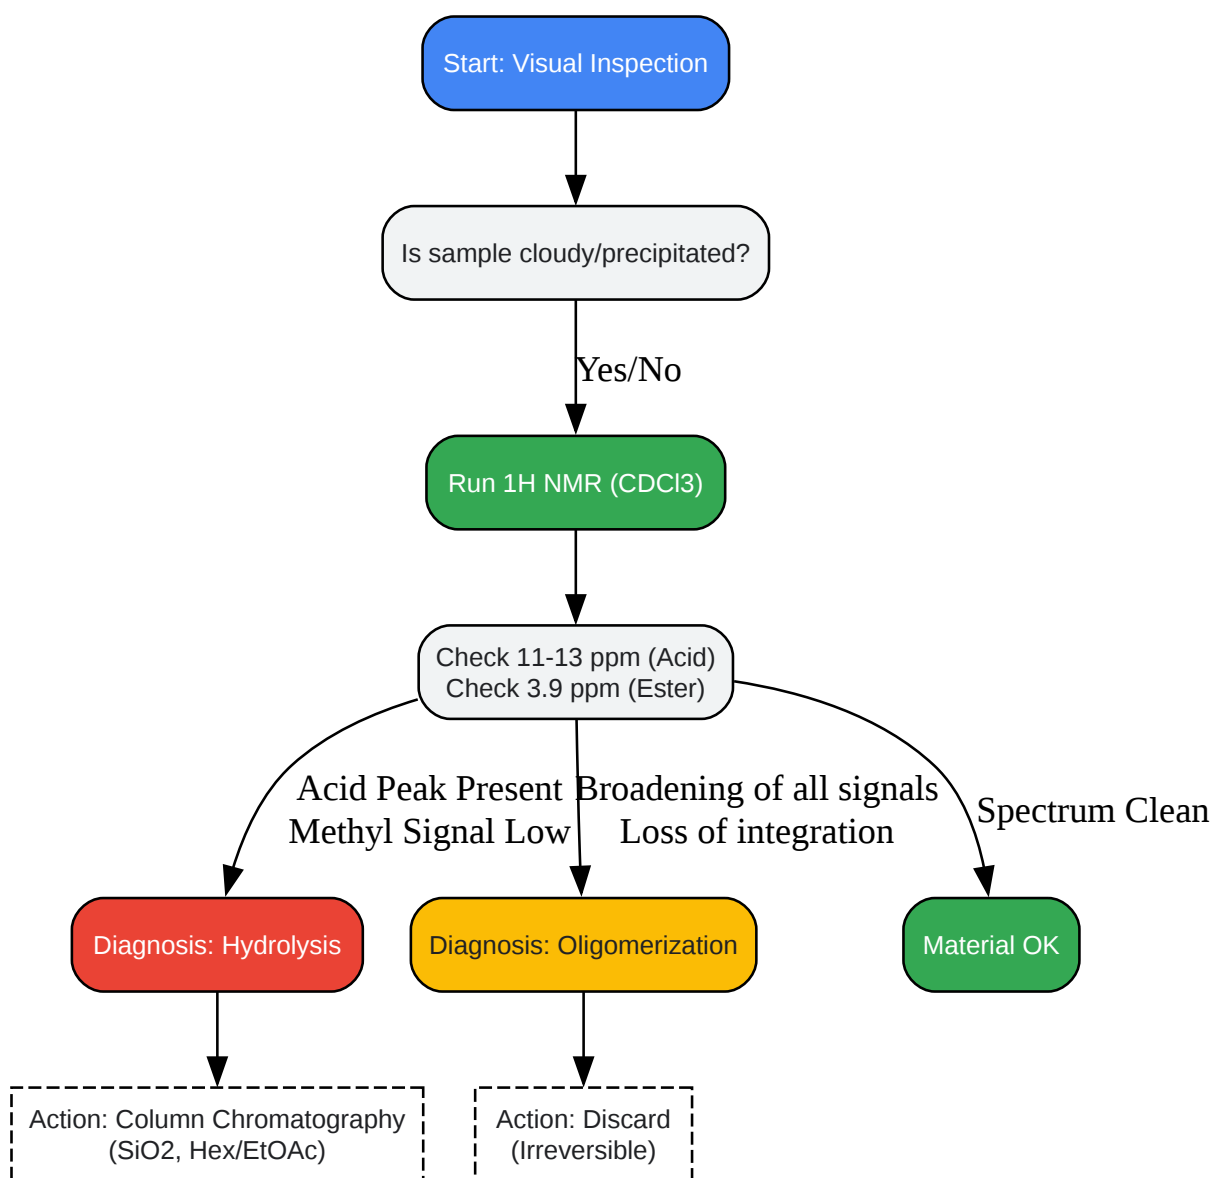 Start: Visual Inspection
Is sample cloudy/precipitated?
Yes/No
Run 1H NMR (CDCl3)
Check 11-13 ppm (Acid)
Check 3.9 ppm (Ester)
Acid Peak Present
Methyl Signal Low
Broadening of all signals
Loss of integration
Spectrum Clean
Diagnosis: Hydrolysis
Diagnosis: Oligomerization
Material OK
Action: Column Chromatography
(SiO2, Hex/EtOAc)
Action: Discard
(Irreversible)